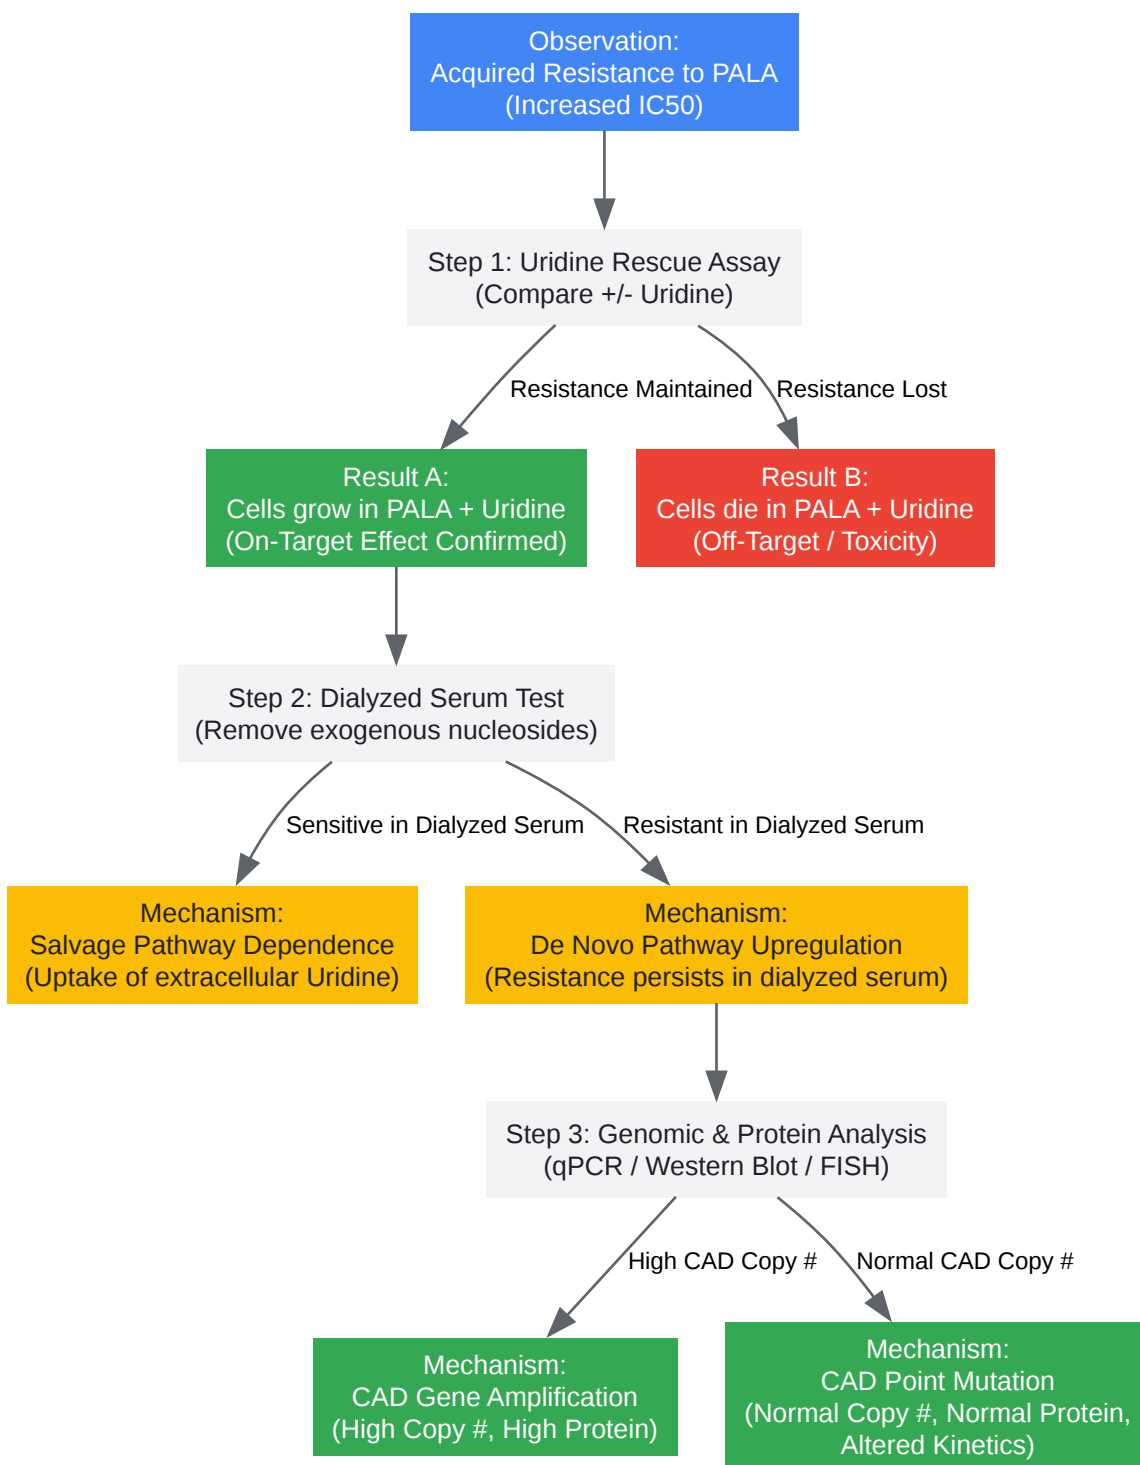 Observation:
Acquired Resistance to PALA
(Increased IC50)
Step 1: Uridine Rescue Assay
(Compare +/- Uridine)
Resistance Maintained
Resistance Lost
Result A:
Cells grow in PALA + Uridine
(On-Target Effect Confirmed)
Result B:
Cells die in PALA + Uridine
(Off-Target / Toxicity)
Step 2: Dialyzed Serum Test
(Remove exogenous nucleosides)
Sensitive in Dialyzed Serum
Resistant in Dialyzed Serum
Mechanism:
Salvage Pathway Dependence
(Uptake of extracellular Uridine)
Mechanism:
De Novo Pathway Upregulation
(Resistance persists in dialyzed serum)
Step 3: Genomic & Protein Analysis
(qPCR / Western Blot / FISH)
High CAD Copy #
Normal CAD Copy #
Mechanism:
CAD Gene Amplification
(High Copy #, High Protein)
Mechanism:
CAD Point Mutation
(Normal Copy #, Normal Protein,
Altered Kinetics)